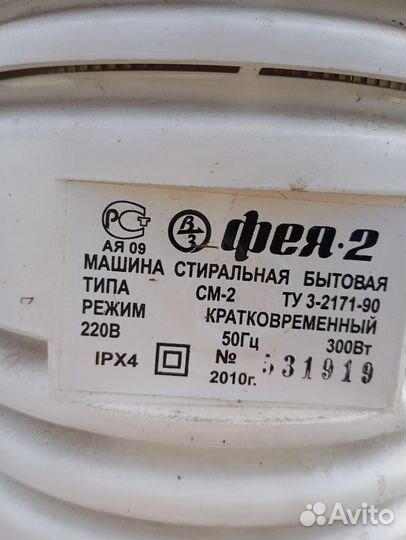 РСТ
АЯ 09
В/З
фея·2
МАШИНА СТИРАЛЬНАЯ БЫТОВАЯ
ТИПА СМ-2 ТУ 3-2171-90
РЕЖИМ КРАТКОВРЕМЕННЫЙ
220В 50Гц 300Вт
IPX4 № 531919
2010г.
Avito